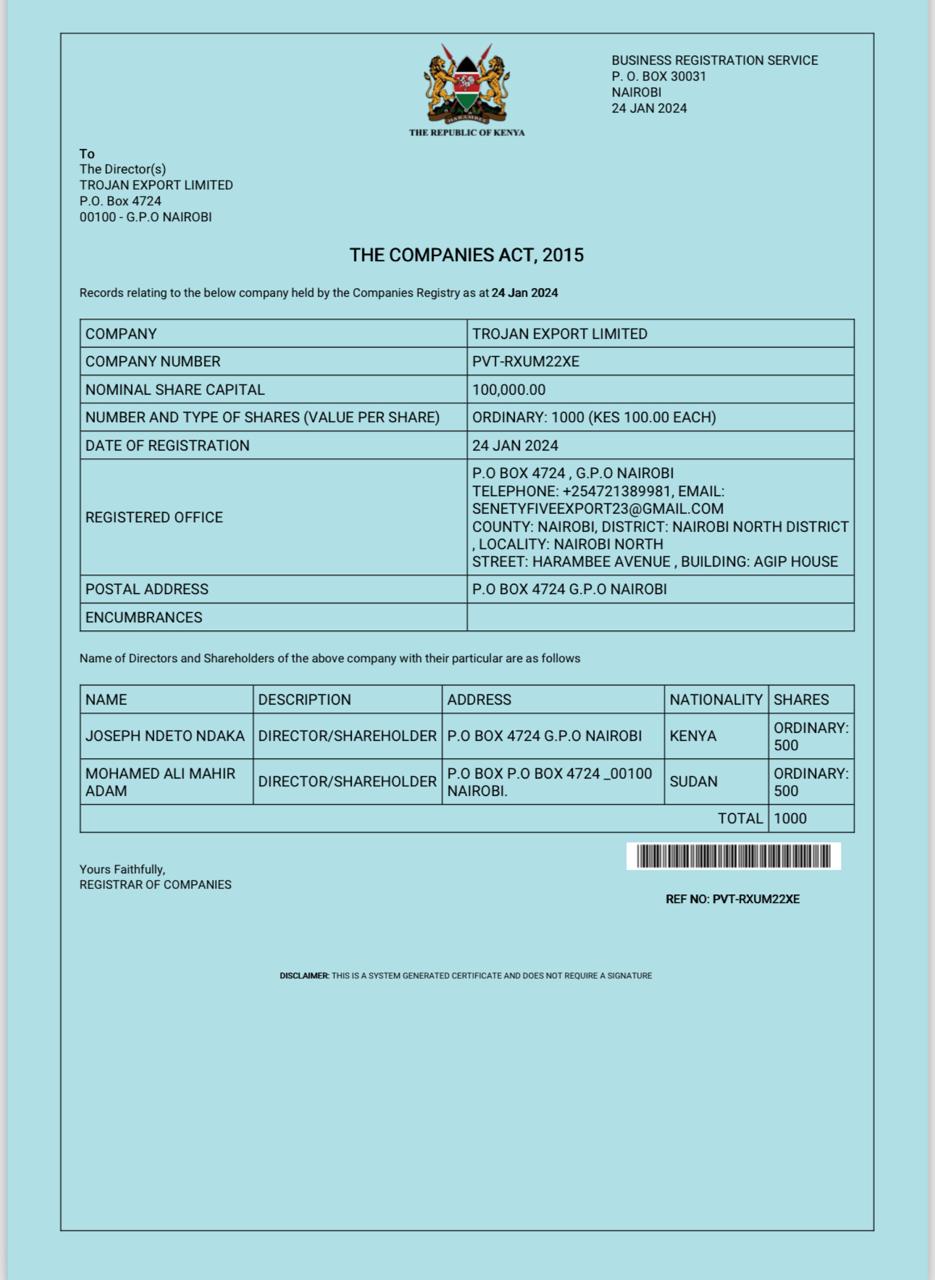 BUSINESS REGISTRATION SERVICE
P. O. BOX 30031
NAIROBI
24 JAN 2024
HARAMBEE
THE REPUBLIC OF KENYA
To
The Director(s)
TROJAN EXPORT LIMITED
P.O. Box 4724
00100 - G.P.O NAIROBI
THE COMPANIES ACT, 2015
Records relating to the below company held by the Companies Registry as at 24 Jan 2024
COMPANY TROJAN EXPORT LIMITED
COMPANY NUMBER PVT-RXUM22XE
NOMINAL SHARE CAPITAL 100,000.00
NUMBER AND TYPE OF SHARES (VALUE PER SHARE) ORDINARY: 1000 (KES 100.00 EACH)
DATE OF REGISTRATION 24 JAN 2024
REGISTERED OFFICE
P.O BOX 4724 , G.P.O NAIROBI
TELEPHONE: +254721389981, EMAIL:
SENETYFIVEEXPORT23@GMAIL.COM
COUNTY: NAIROBI, DISTRICT: NAIROBI NORTH DISTRICT
, LOCALITY: NAIROBI NORTH
STREET: HARAMBEE AVENUE , BUILDING: AGIP HOUSE
POSTAL ADDRESS P.O BOX 4724 G.P.O NAIROBI
ENCUMBRANCES
Name of Directors and Shareholders of the above company with their particular are as follows
NAME DESCRIPTION ADDRESS NATIONALITY SHARES
JOSEPH NDETO NDAKA DIRECTOR/SHAREHOLDER P.O BOX 4724 G.P.O NAIROBI KENYA ORDINARY:
500
MOHAMED ALI MAHIR
ADAM DIRECTOR/SHAREHOLDER P.O BOX P.O BOX 4724 _00100
NAIROBI. SUDAN ORDINARY:
500
TOTAL 1000
Yours Faithfully,
REGISTRAR OF COMPANIES
REF NO: PVT-RXUM22XE
DISCLAIMER: THIS IS A SYSTEM GENERATED CERTIFICATE AND DOES NOT REQUIRE A SIGNATURE